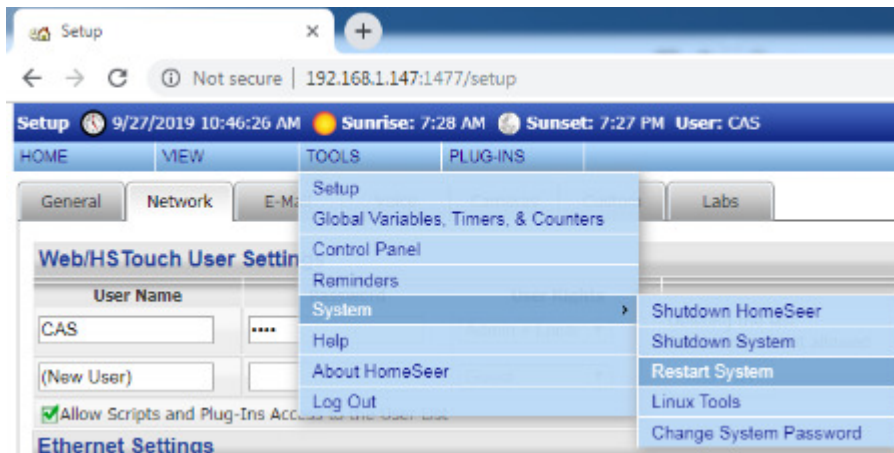 Setup
Not secure | 192.168.1.147:1477/setup
Setup 9/27/2019 10:46:26 AM Sunrise: 7:28 AM Sunset: 7:27 PM User: CAS
HOME VIEW TOOLS PLUG-INS
General Network E-Ma Labs
Setup
Global Variables, Timers, & Counters
Control Panel
Reminders
System
Help
About HomeSeer
Log Out
Shutdown HomeSeer
Shutdown System
Restart System
Linux Tools
Change System Password
Web/HSTouch User Settin
User Name
CAS ••••
(New User)
Allow Scripts and Plug-Ins Access to the User List
Ethernet Settings